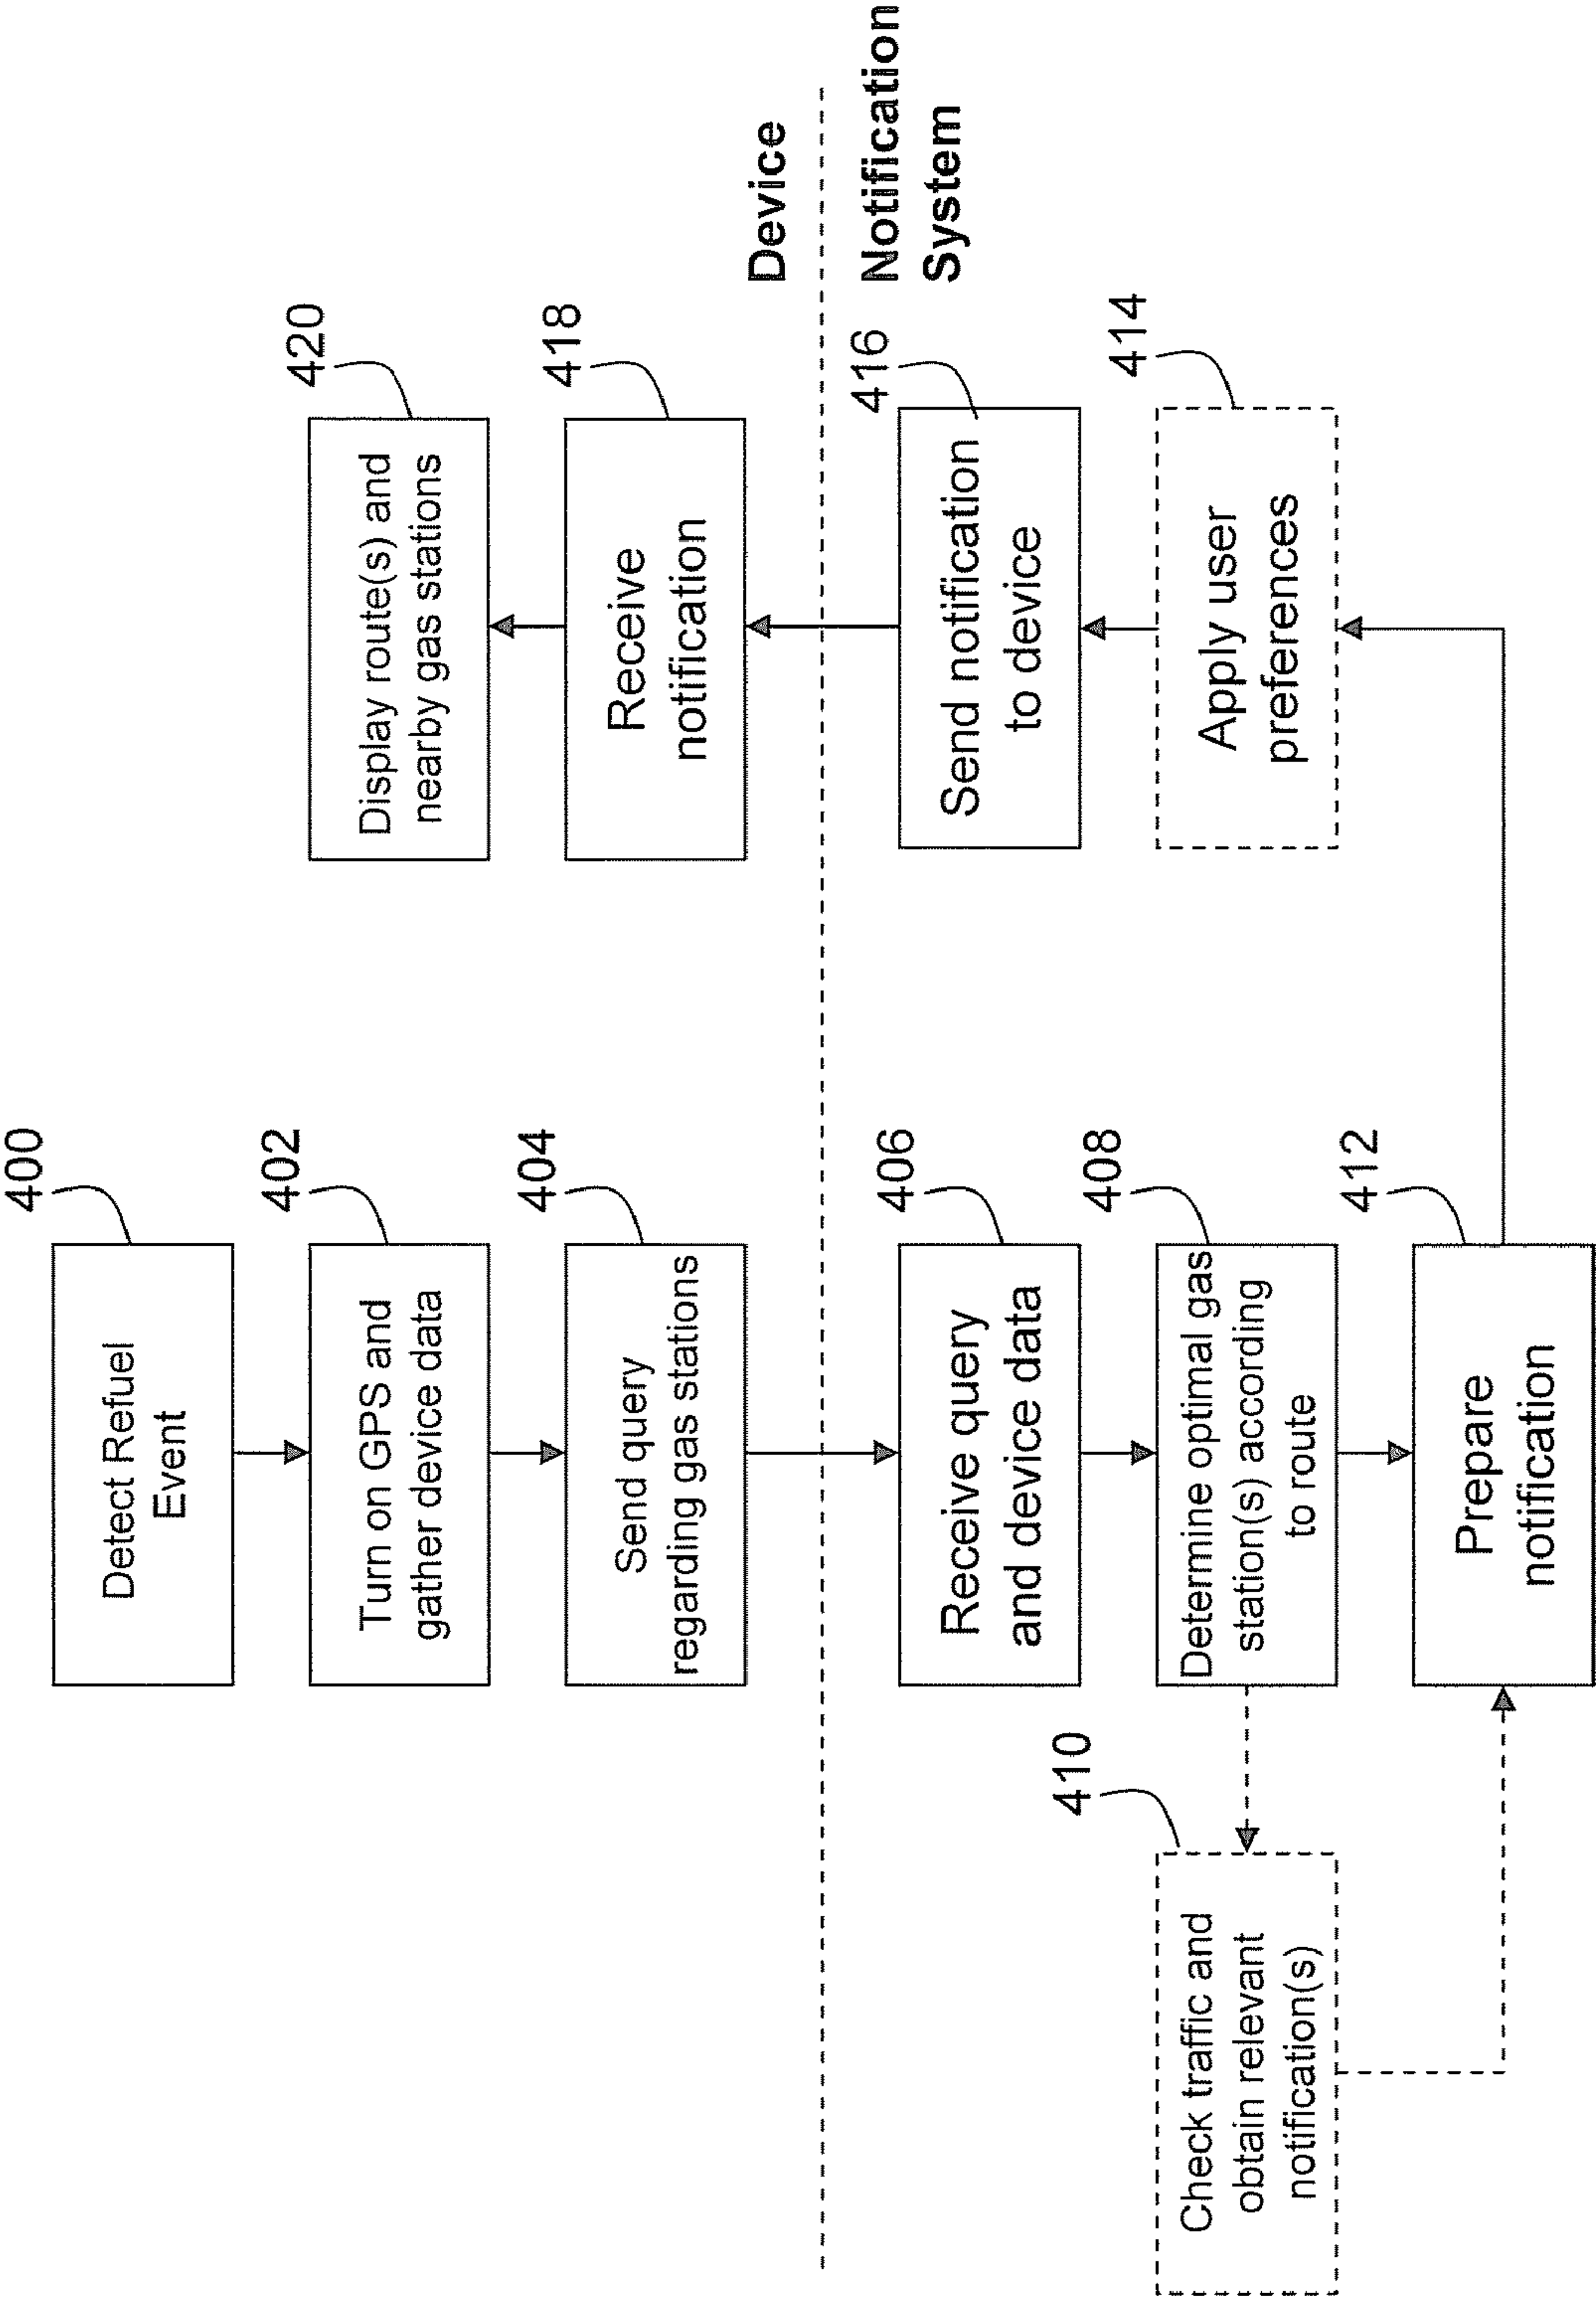 400
Detect Refuel
Event
402
Turn on GPS and
gather device data
404
Send query
regarding gas stations
420
Display route(s) and
nearby gas stations
418
Receive
notification
Device
Notification
System
406
Receive query
and device data
408
Determine optimal gas
station(s) according
to route
410
Check traffic and
obtain relevant
notification(s)
412
Prepare
notification
416
Send notification
to device
414
Apply user
preferences